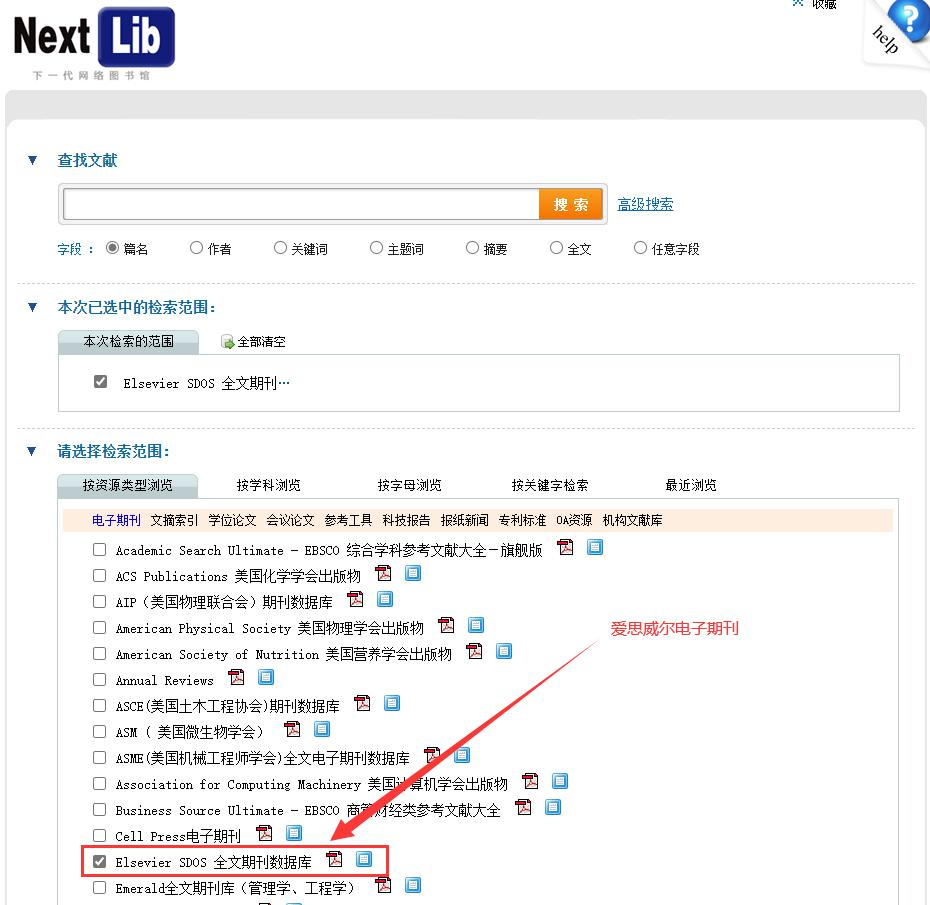 收藏
help
Next Lib
下一代网络图书馆
查找文献
搜索 高级搜索
字段： 篇名 作者 关键词 主题词 摘要 全文 任意字段
本次已选中的检索范围：
本次检索的范围 全部清空
Elsevier SDOS 全文期刊…
请选择检索范围：
按资源类型浏览 按学科浏览 按字母浏览 按关键字检索 最近浏览
电子期刊 文摘索引 学位论文 会议论文 参考工具 科技报告 报纸新闻 专利标准 OA资源 机构文献库
Academic Search Ultimate - EBSCO 综合学科参考文献大全-旗舰版
ACS Publications 美国化学学会出版物
AIP（美国物理联合会）期刊数据库
American Physical Society 美国物理学会出版物
爱思威尔电子期刊
American Society of Nutrition 美国营养学会出版物
Annual Reviews
ASCE(美国土木工程协会)期刊数据库
ASM（ 美国微生物学会）
ASME(美国机械工程师学会)全文电子期刊数据库
Association for Computing Machinery 美国计算机学会出版物
Business Source Ultimate - EBSCO 商管财经类参考文献大全
Cell Press电子期刊
Elsevier SDOS 全文期刊数据库
Emerald全文期刊库（管理学、工程学）